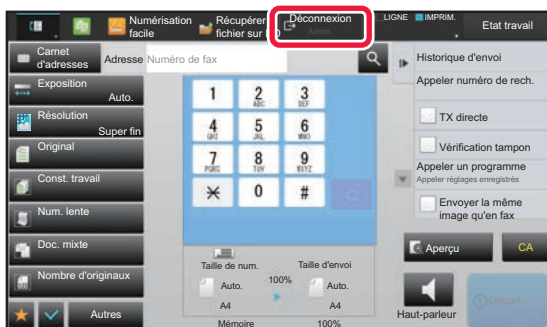 Numérisation facile
Récupérer fichier sur
Déconnexion
Admin.
LIGNE
IMPRIM.
Etat travail
Carnet d'adresses
Adresse
Numéro de fax
Exposition
Auto.
Résolution
Super fin
Original
Const. travail
Num. lente
Doc. mixte
Nombre d'originaux
Autres
1
2 ABC
3 DEF
4 GHI
5 JKL
6 MNO
7 PQRS
8 TUV
9 WXYZ
0
#
C
Taille de num.
Auto.
A4
100%
Taille d'envoi
Auto.
A4
Mémoire
100%
Historique d'envoi
Appeler numéro de rech.
TX directe
Vérification tampon
Appeler un programme
Appeler réglages enregistrés
Envoyer la même image qu'en fax
Aperçu
CA
Haut-parleur
Départ